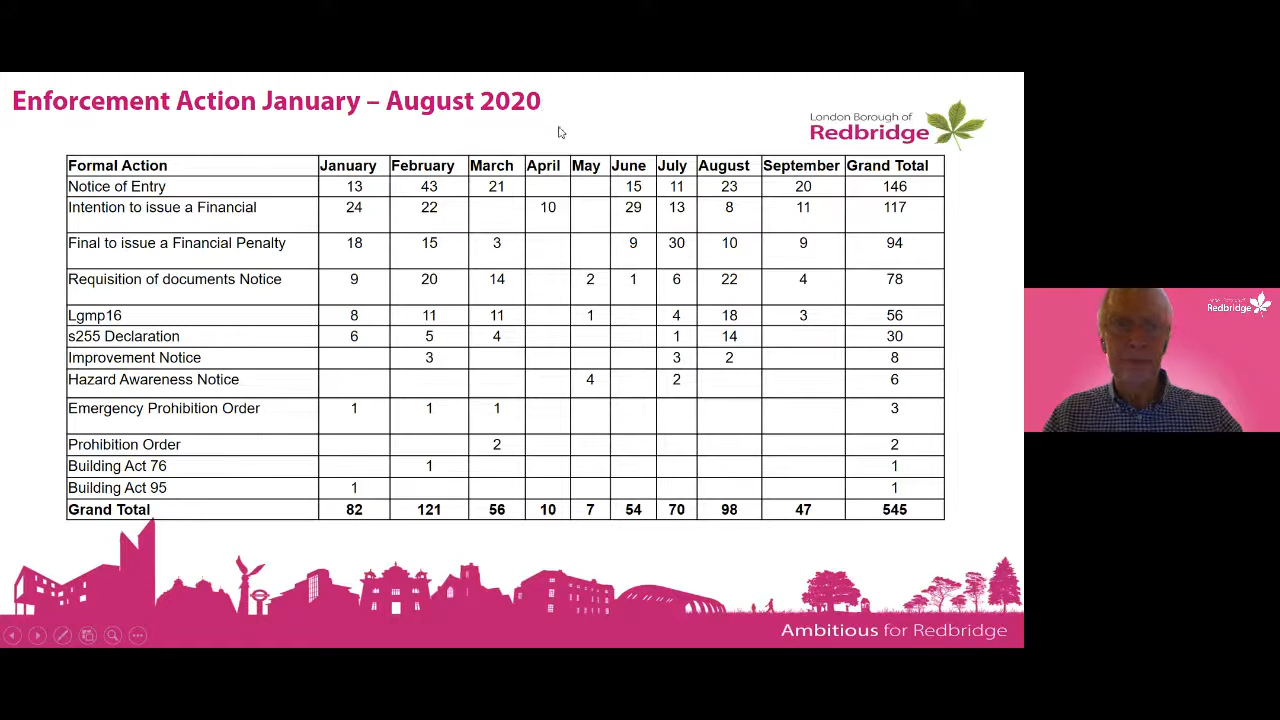 Enforcement Action January – August 2020
London Borough of
Redbridge
Formal Action January February March April May June July August September Grand Total
Notice of Entry 13 43 21 15 11 23 20 146
Intention to issue a Financial 24 22 10 29 13 8 11 117
Final to issue a Financial Penalty 18 15 3 9 30 10 9 94
Requisition of documents Notice 9 20 14 2 1 6 22 4 78
Lgmp16 8 11 11 1 4 18 3 56
s255 Declaration 6 5 4 1 14 30
Improvement Notice 3 3 2 8
Hazard Awareness Notice 4 2 6
Emergency Prohibition Order 1 1 1 3
Prohibition Order 2 2
Building Act 76 1 1
Building Act 95 1 1
Grand Total 82 121 56 10 7 54 70 98 47 545
Ambitious for Redbridge
Redbridge